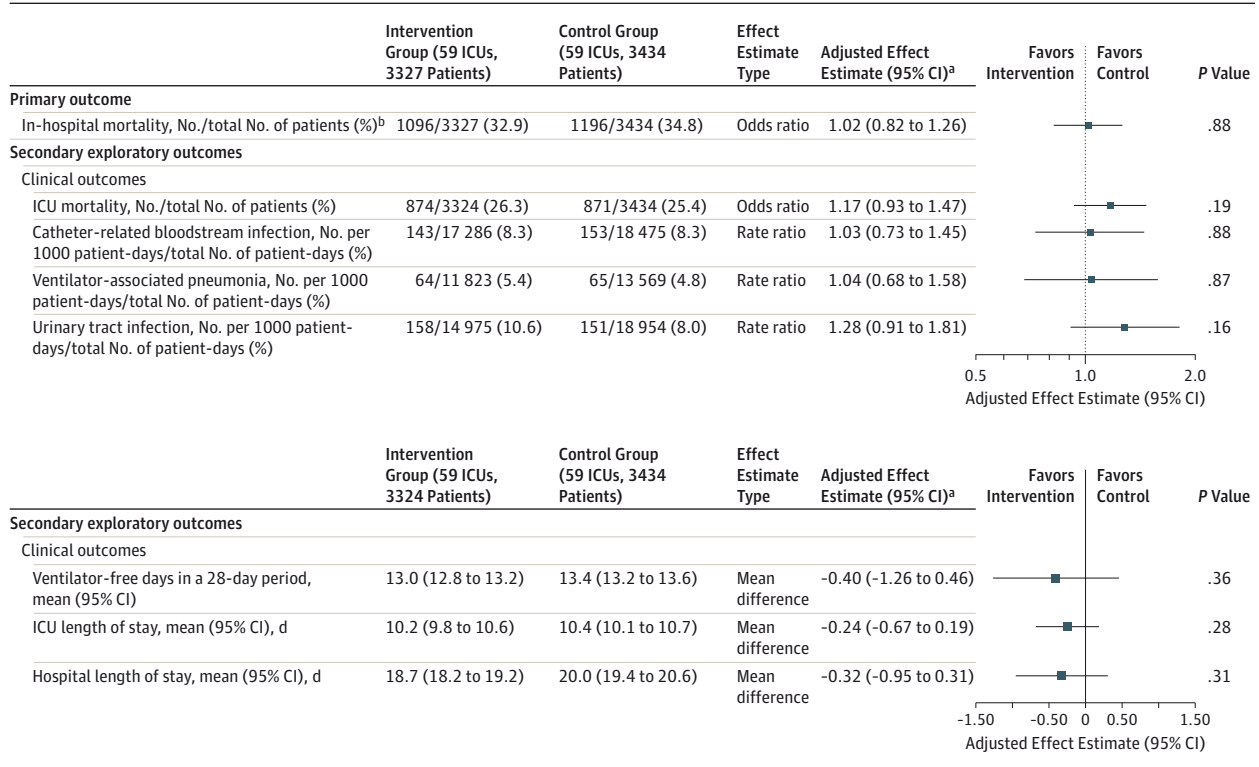 Intervention Group (59 ICUs, 3327 Patients) Control Group (59 ICUs, 3434 Patients) Effect Estimate Type Adjusted Effect Estimate (95% CI)a Favors Intervention Favors Control P Value
Primary outcome
In-hospital mortality, No./total No. of patients (%)b 1096/3327 (32.9) 1196/3434 (34.8) Odds ratio 1.02 (0.82 to 1.26) .88
Secondary exploratory outcomes
Clinical outcomes
ICU mortality, No./total No. of patients (%) 874/3324 (26.3) 871/3434 (25.4) Odds ratio 1.17 (0.93 to 1.47) .19
Catheter-related bloodstream infection, No. per 143/17 286 (8.3) 153/18 475 (8.3) Rate ratio 1.03 (0.73 to 1.45) .88
1000 patient-days/total No. of patient-days (%)
Ventilator-associated pneumonia, No. per 1000 64/11 823 (5.4) 65/13 569 (4.8) Rate ratio 1.04 (0.68 to 1.58) .87
patient-days/total No. of patient-days (%)
Urinary tract infection, No. per 1000 patient- 158/14 975 (10.6) 151/18 954 (8.0) Rate ratio 1.28 (0.91 to 1.81) .16
days/total No. of patient-days (%)
0.5 1.0 2.0
Adjusted Effect Estimate (95% CI)
Intervention Group (59 ICUs, 3324 Patients) Control Group (59 ICUs, 3434 Patients) Effect Estimate Type Adjusted Effect Estimate (95% CI)a Favors Intervention Favors Control P Value
Secondary exploratory outcomes
Clinical outcomes
Ventilator-free days in a 28-day period, 13.0 (12.8 to 13.2) 13.4 (13.2 to 13.6) Mean -0.40 (-1.26 to 0.46) .36
mean (95% CI) difference
ICU length of stay, mean (95% CI), d 10.2 (9.8 to 10.6) 10.4 (10.1 to 10.7) Mean -0.24 (-0.67 to 0.19) .28
difference
Hospital length of stay, mean (95% CI), d 18.7 (18.2 to 19.2) 20.0 (19.4 to 20.6) Mean -0.32 (-0.95 to 0.31) .31
difference
-1.50 -0.50 0 0.50 1.50
Adjusted Effect Estimate (95% CI)